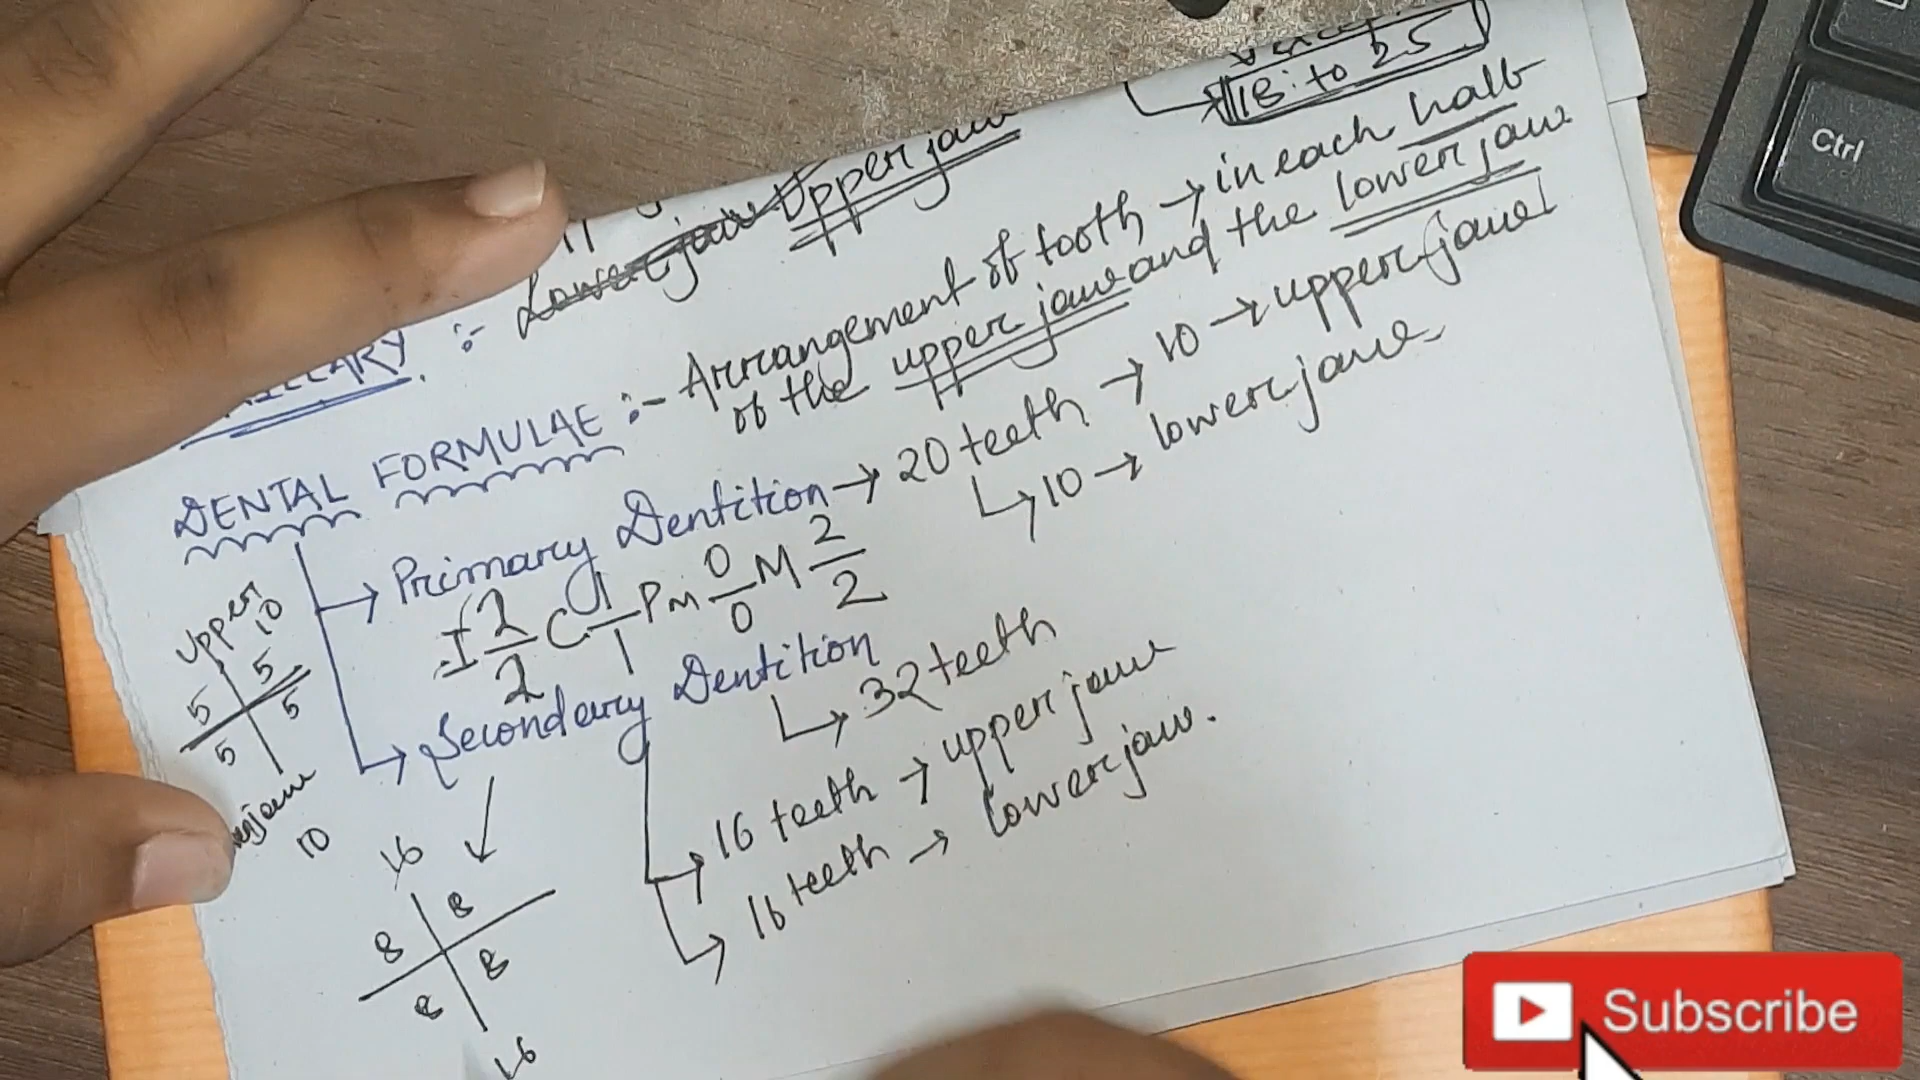 18 to 25
Lower jaw Upper jaw
DENTAL FORMULAE :- Arrangement of tooth → in each half
of the upper jaw and the lower jaw
Primary Dentition → 20 teeth → 10 → upper jaw
10 → lower jaw
I 2/2 C 1/1 PM 0/0 M 2/2
Upper
10
5 5
5 5
10
Secondary Dentition
32 teeth
16 teeth → upper jaw
16 teeth → lower jaw.
16
8 8
8 8
16
Ctrl
Subscribe